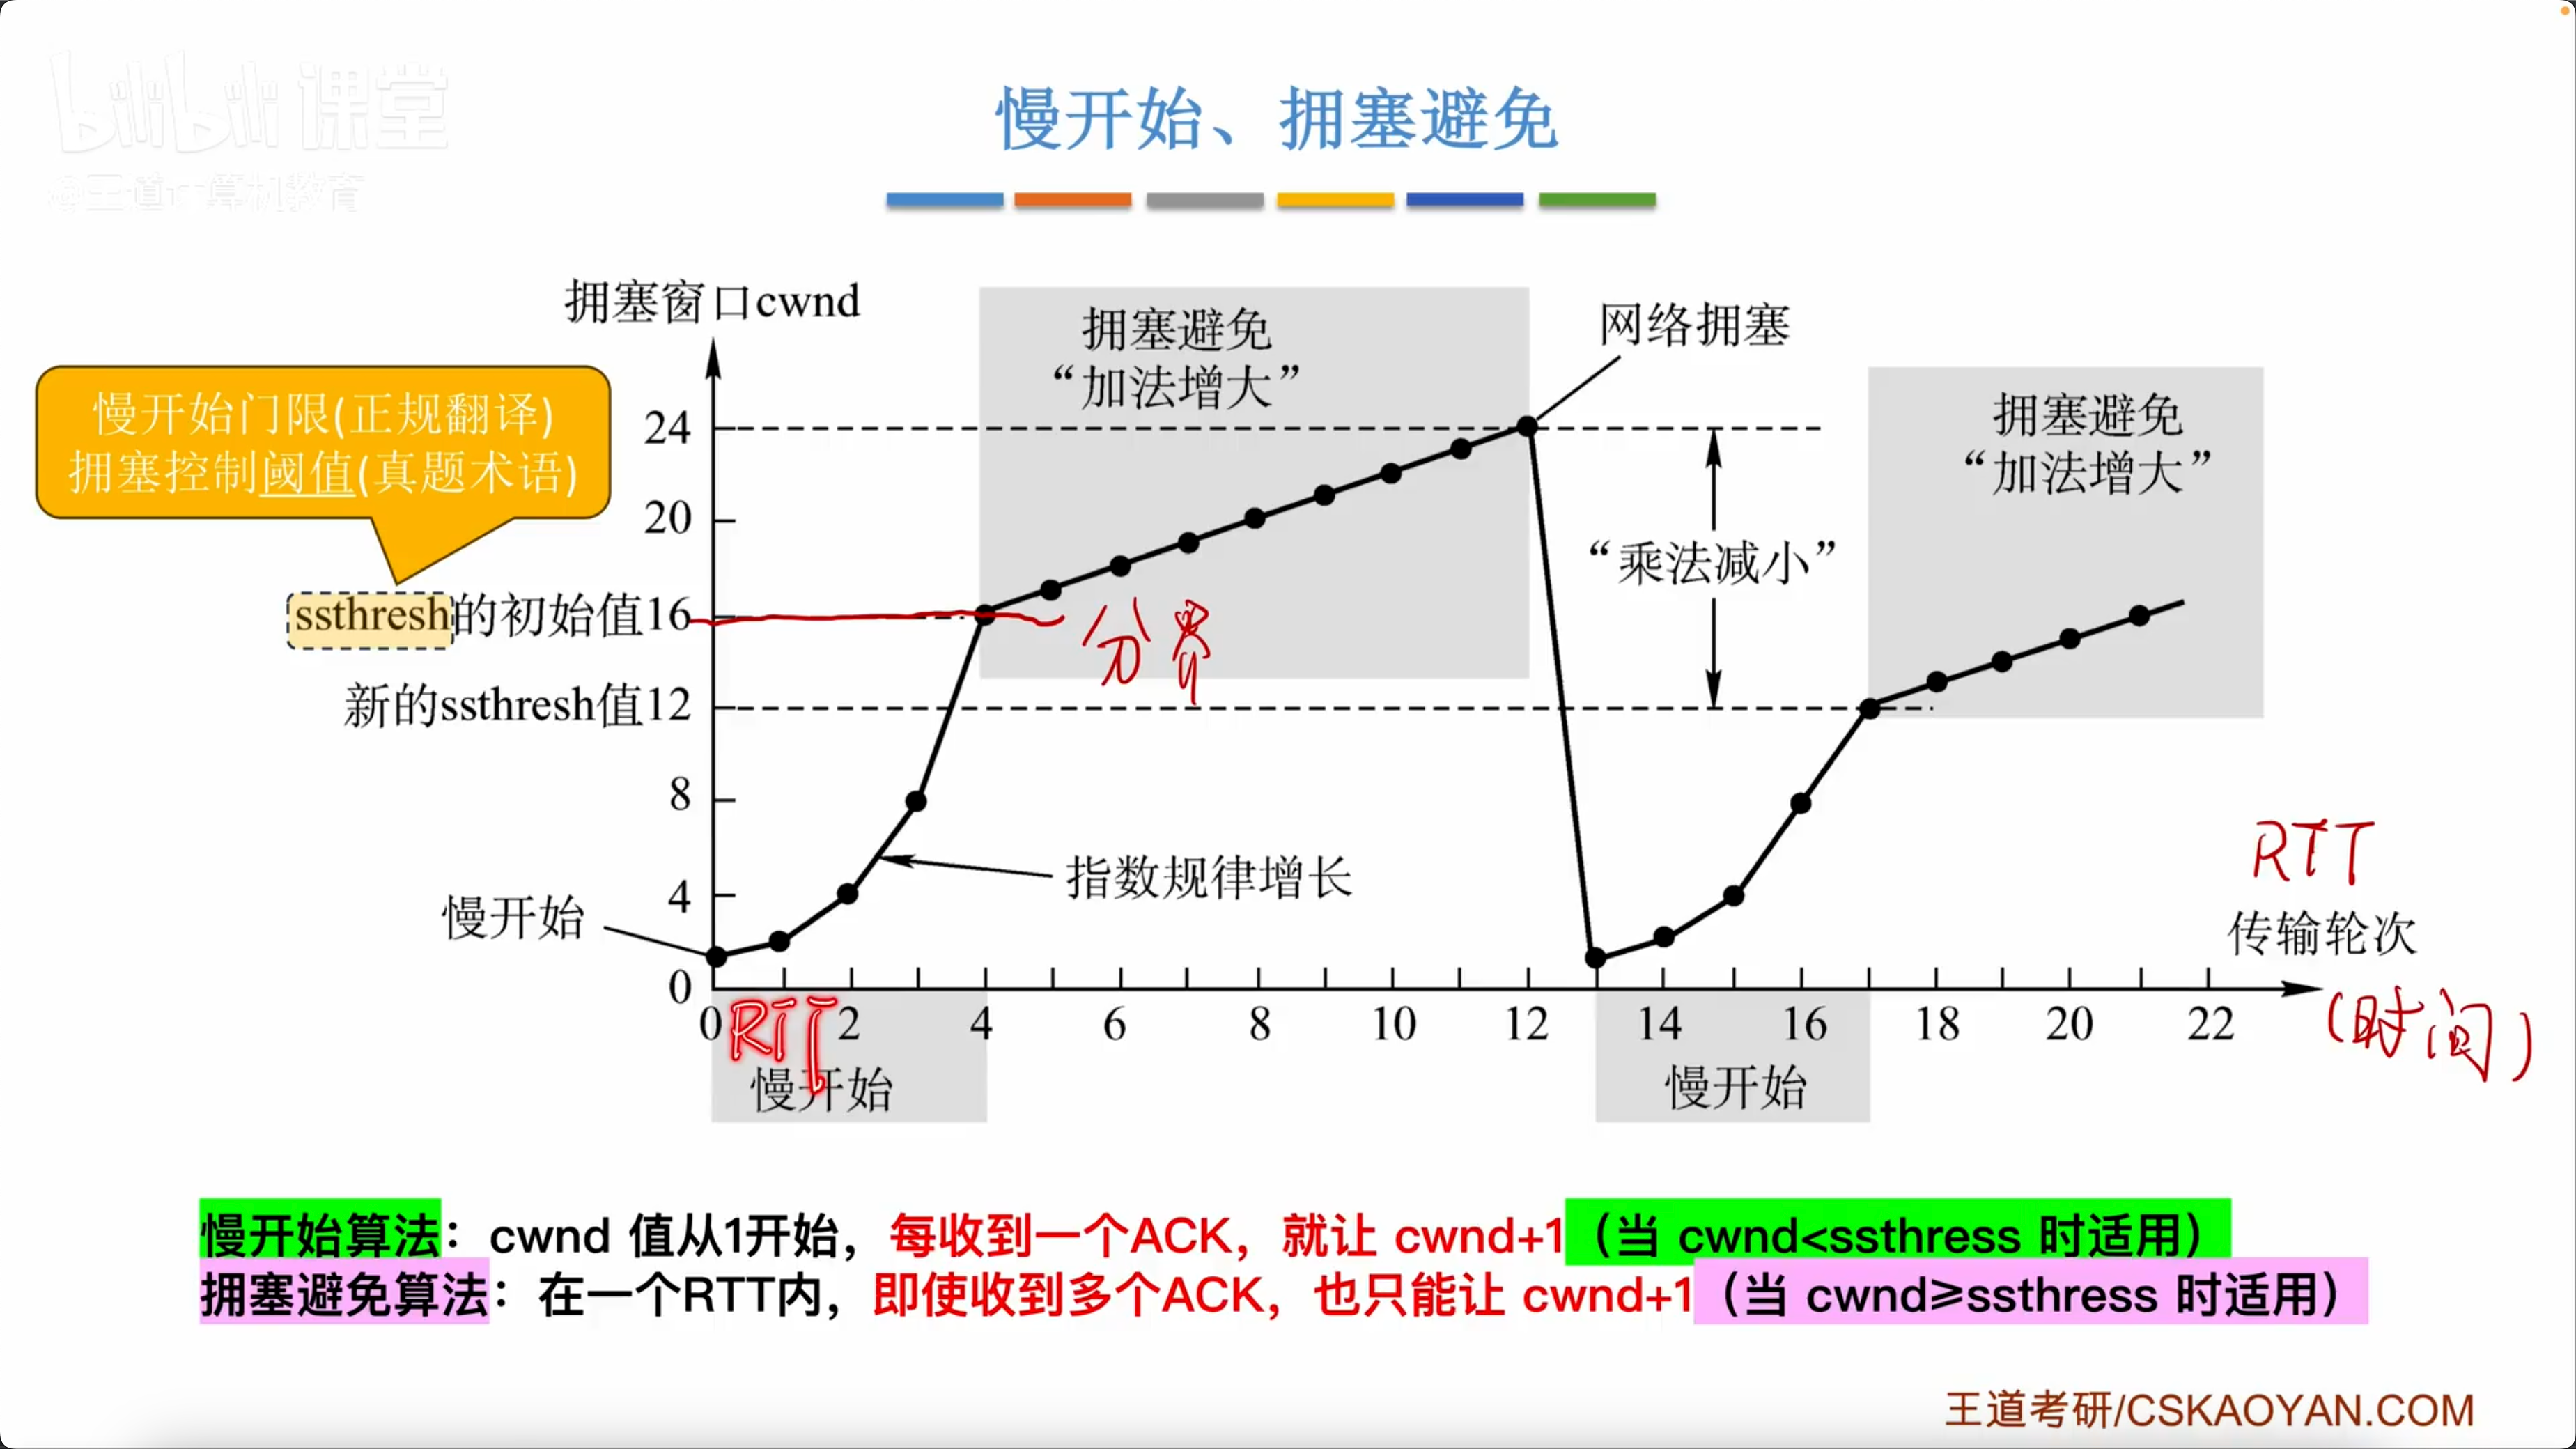 bilibili课堂
@王道计算机教育
慢开始、拥塞避免
拥塞窗口cwnd
拥塞避免
“加法增大”
网络拥塞
拥塞避免
“加法增大”
慢开始门限(正规翻译)
拥塞控制阈值(真题术语)
24
20
“乘法减小”
ssthresh的初始值16
分界
新的ssthresh值12
8
指数规律增长
RTT
4
慢开始
传输轮次
(时间)
0
0 2 4 6 8 10 12 14 16 18 20 22
RTT
慢开始
慢开始
慢开始算法：cwnd 值从1开始，每收到一个ACK，就让 cwnd+1（当 cwnd<ssthress 时适用）
拥塞避免算法：在一个RTT内，即使收到多个ACK，也只能让 cwnd+1（当 cwnd≥ssthress 时适用）
王道考研/CSKAOYAN.COM